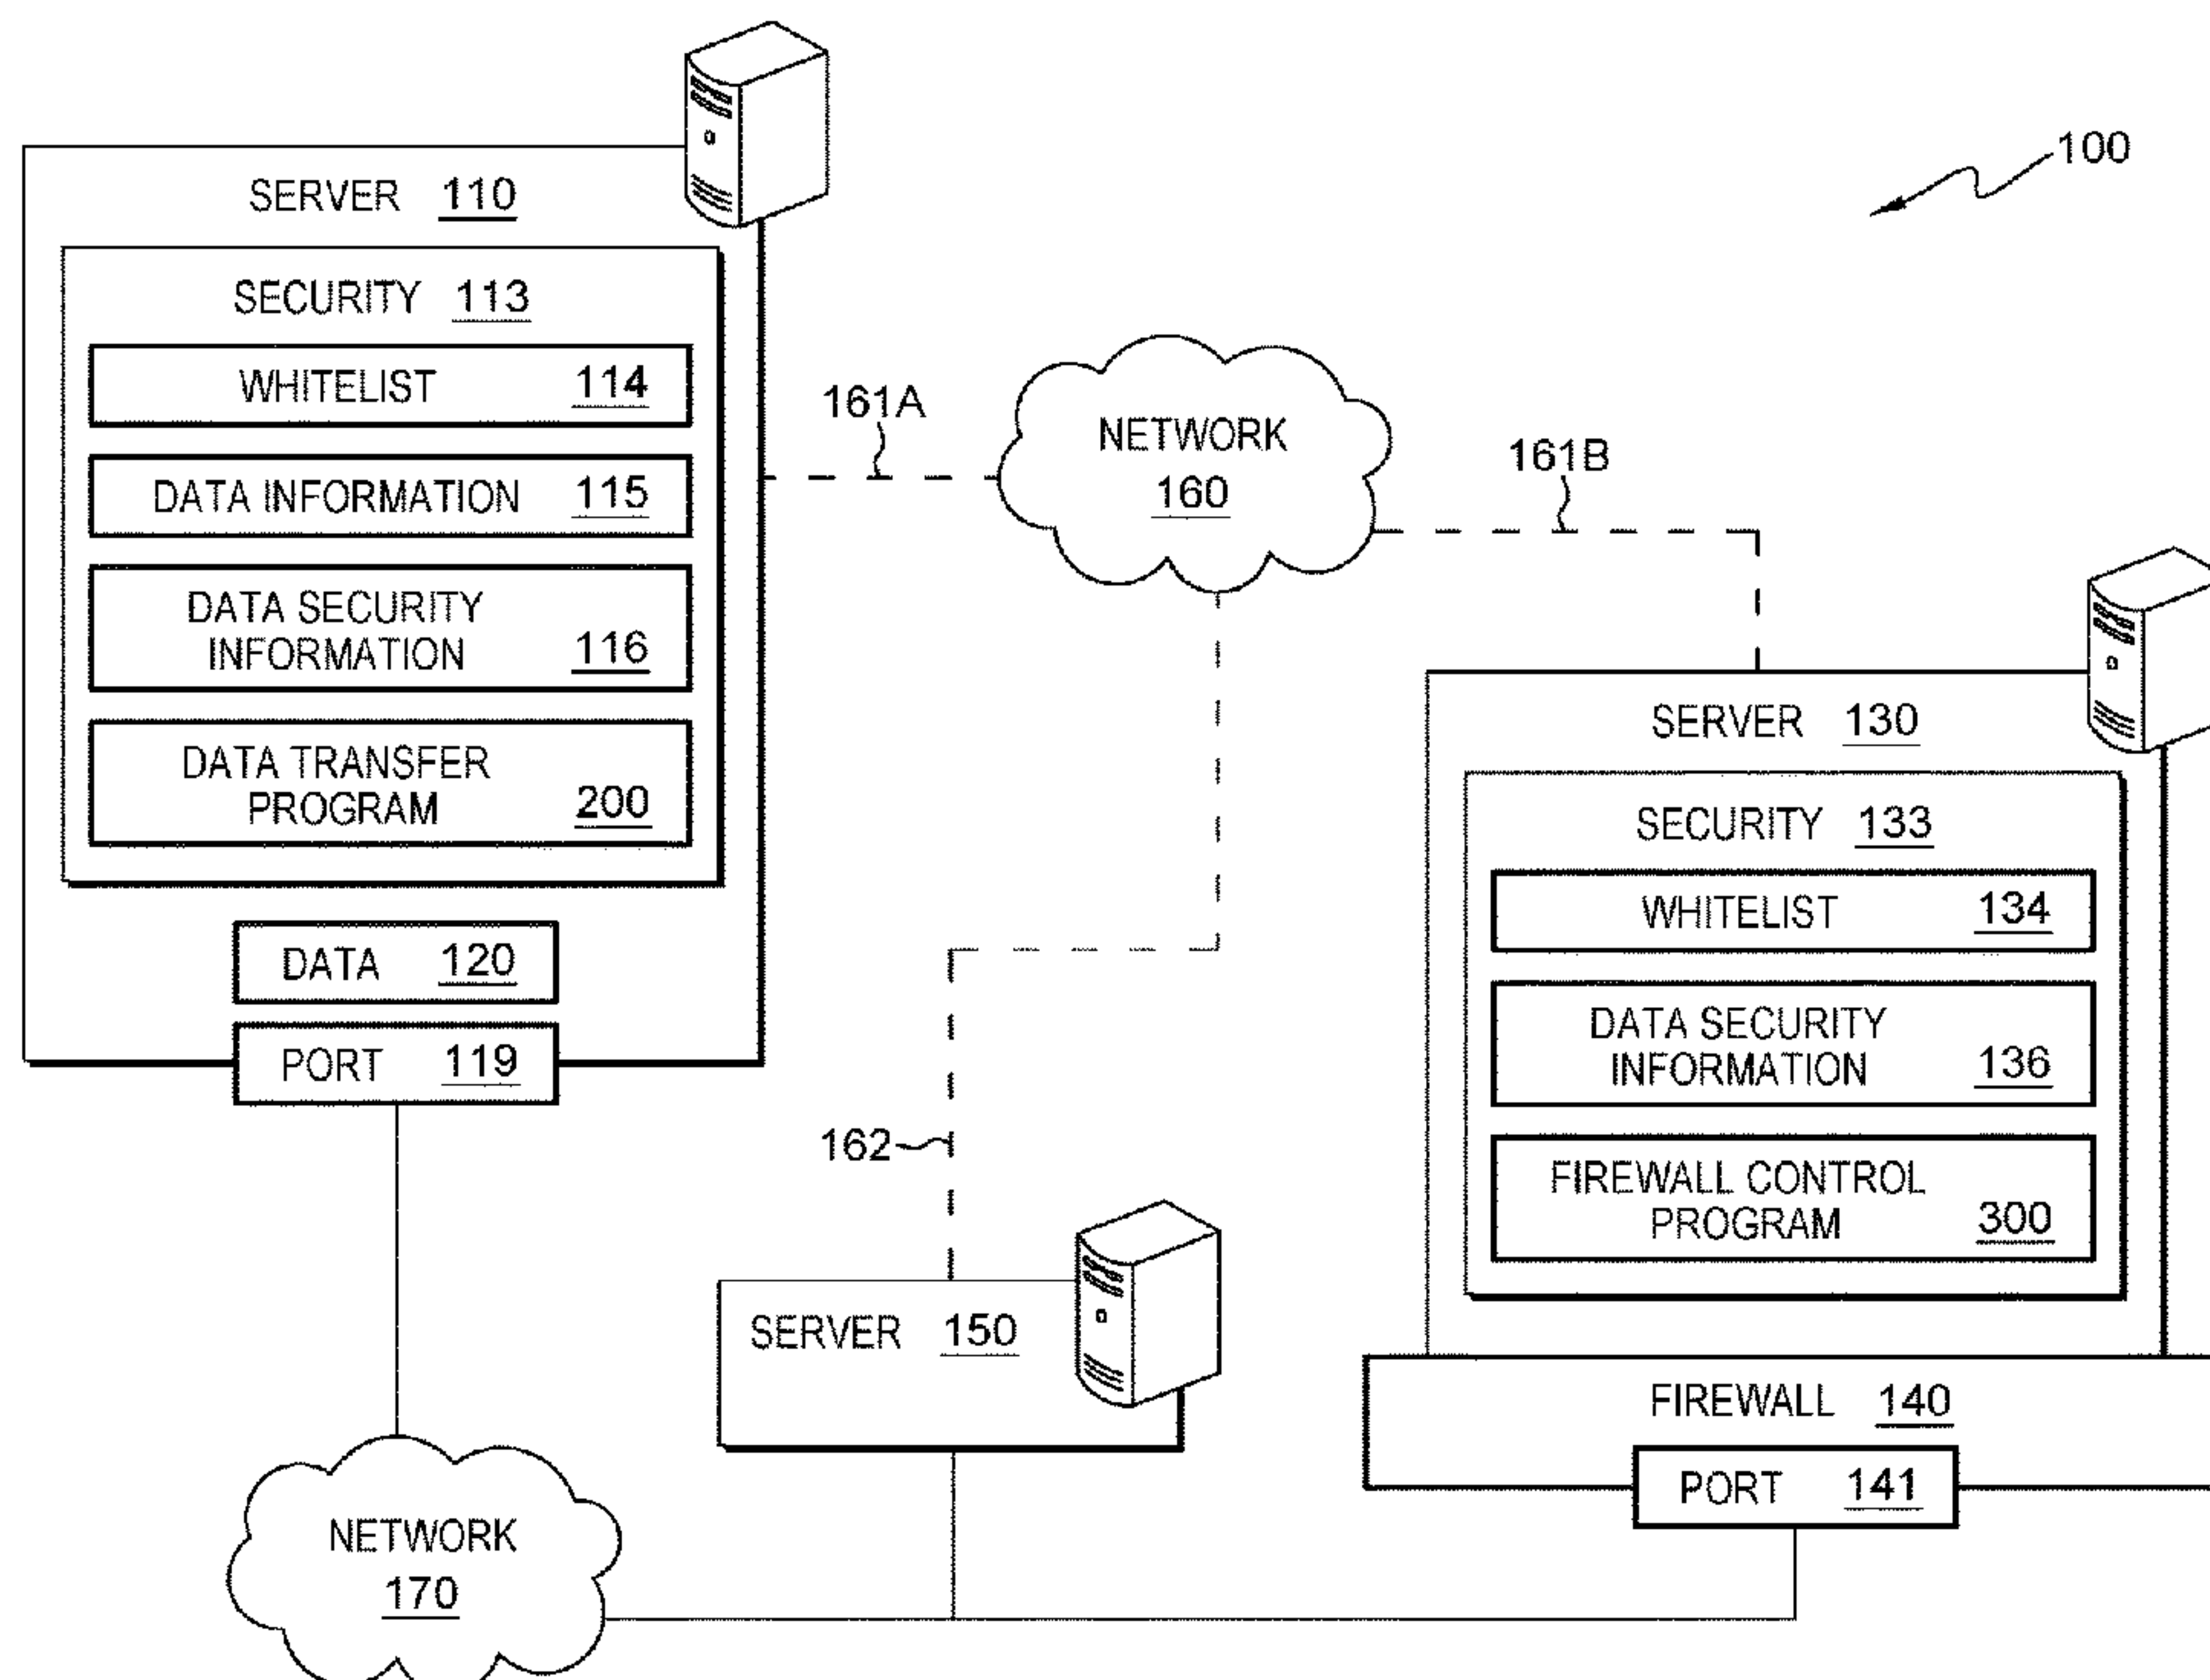 100
SERVER 110
SECURITY 113
WHITELIST 114
DATA INFORMATION 115
DATA SECURITY
INFORMATION 116
DATA TRANSFER
PROGRAM 200
DATA 120
PORT 119
161A
NETWORK
160
161B
162
SERVER 130
SECURITY 133
WHITELIST 134
DATA SECURITY
INFORMATION 136
FIREWALL CONTROL
PROGRAM 300
SERVER 150
FIREWALL 140
PORT 141
NETWORK
170